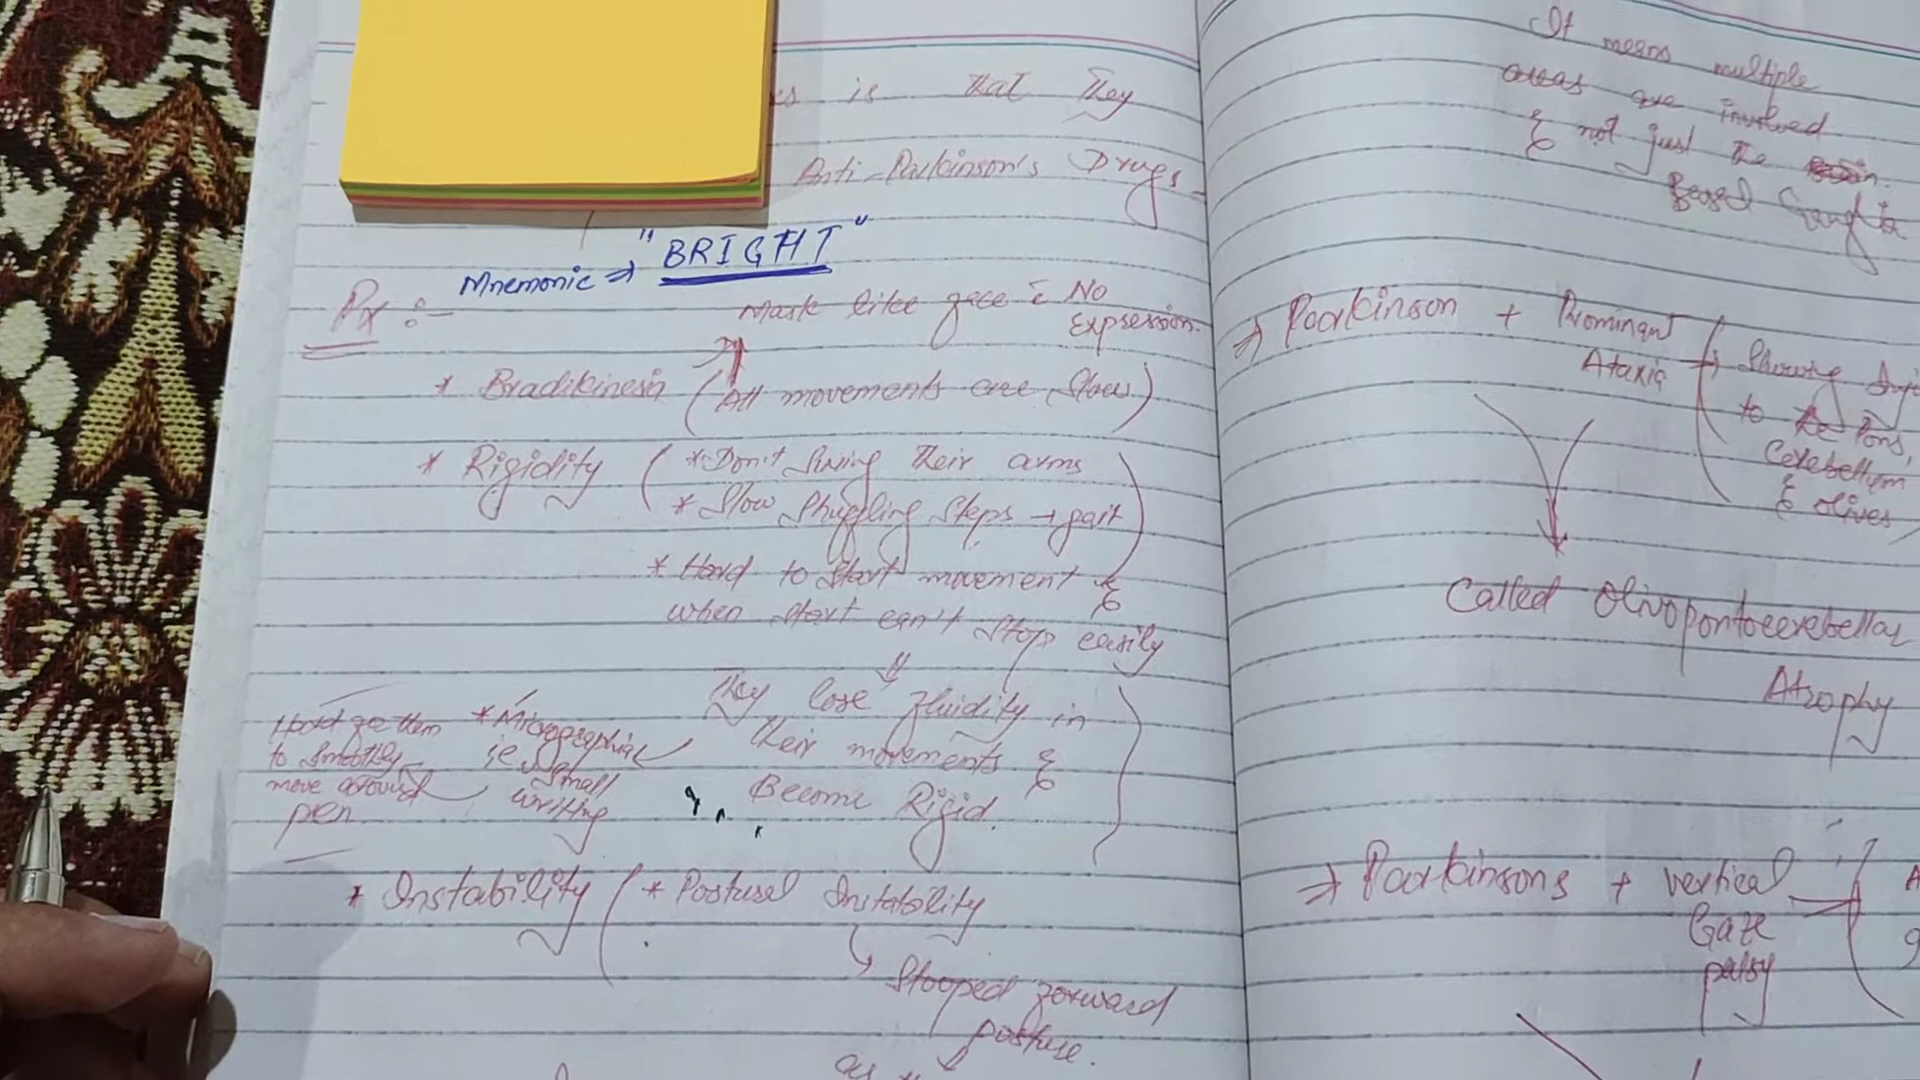 is that they
Anti-Parkinson's Drugs
Mnemonic ⇒ "BRIGHT"
Px :-
Mask like face c̄ No
Expression.
* Bradikinesia (All movements are slow)
* Rigidity ( * Don't swing their arms
* Slow shuffling steps → gait
* Hard to start movement &
when start can't stop easily
They lose fluidity in
their movements &
Become Rigid.
* Micrographia
ie small
writing
Hard for them
to smoothly
move around
pen
* Instability ( * Postural Instability
Stooped forward
posture.
as
It means multiple
areas are involved
& not just the
Basal Ganglia
⇒ Parkinson + Prominant
Ataxia →
Showing
to the Pons,
Cerebellum
& olives
Called Olivopontocerebellar
Atrophy
⇒ Parkinsons + vertical
Gaze
palsy